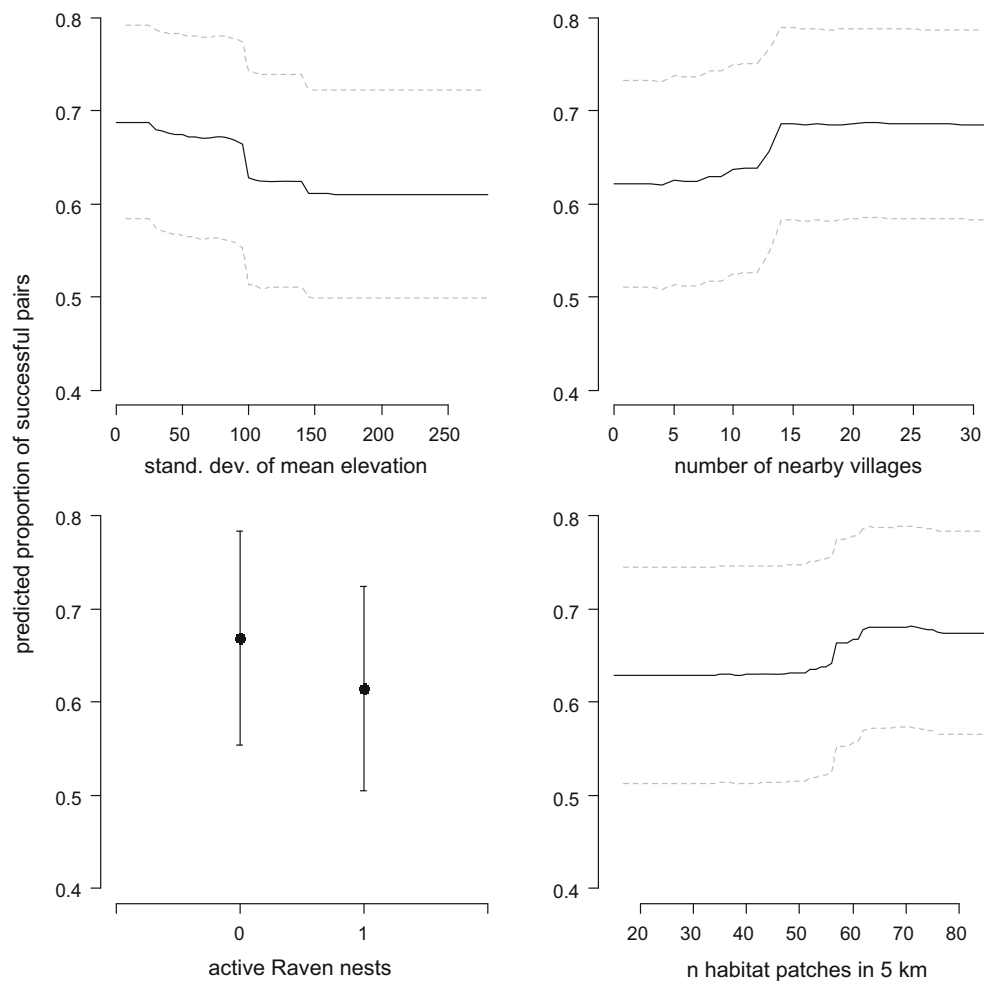 predicted proportion of successful pairs
0.8
0.7
0.6
0.5
0.4
0 50 100 150 200 250
stand. dev. of mean elevation
0.8
0.7
0.6
0.5
0.4
0 5 10 15 20 25 30
number of nearby villages
0.8
0.7
0.6
0.5
0.4
0 1
active Raven nests
0.8
0.7
0.6
0.5
0.4
20 30 40 50 60 70 80
n habitat patches in 5 km